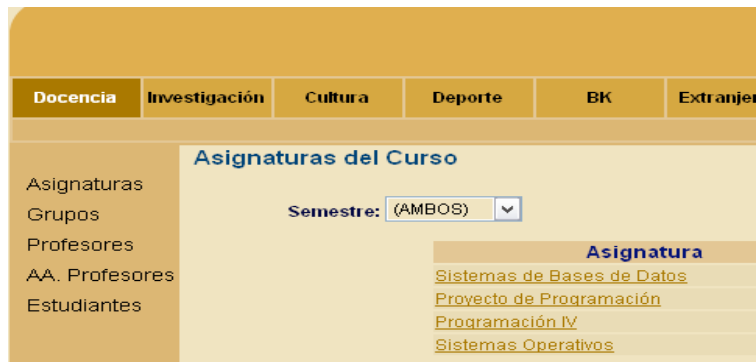 Docencia Investigación Cultura Deporte BK
Asignaturas del Curso
Asignaturas
Grupos
Profesores
AA. Profesores
Estudiantes
Semestre: (AMBOS)
Asignatura
Sistemas de Bases de Datos
Proyecto de Programación
Programación IV
Sistemas Operativos